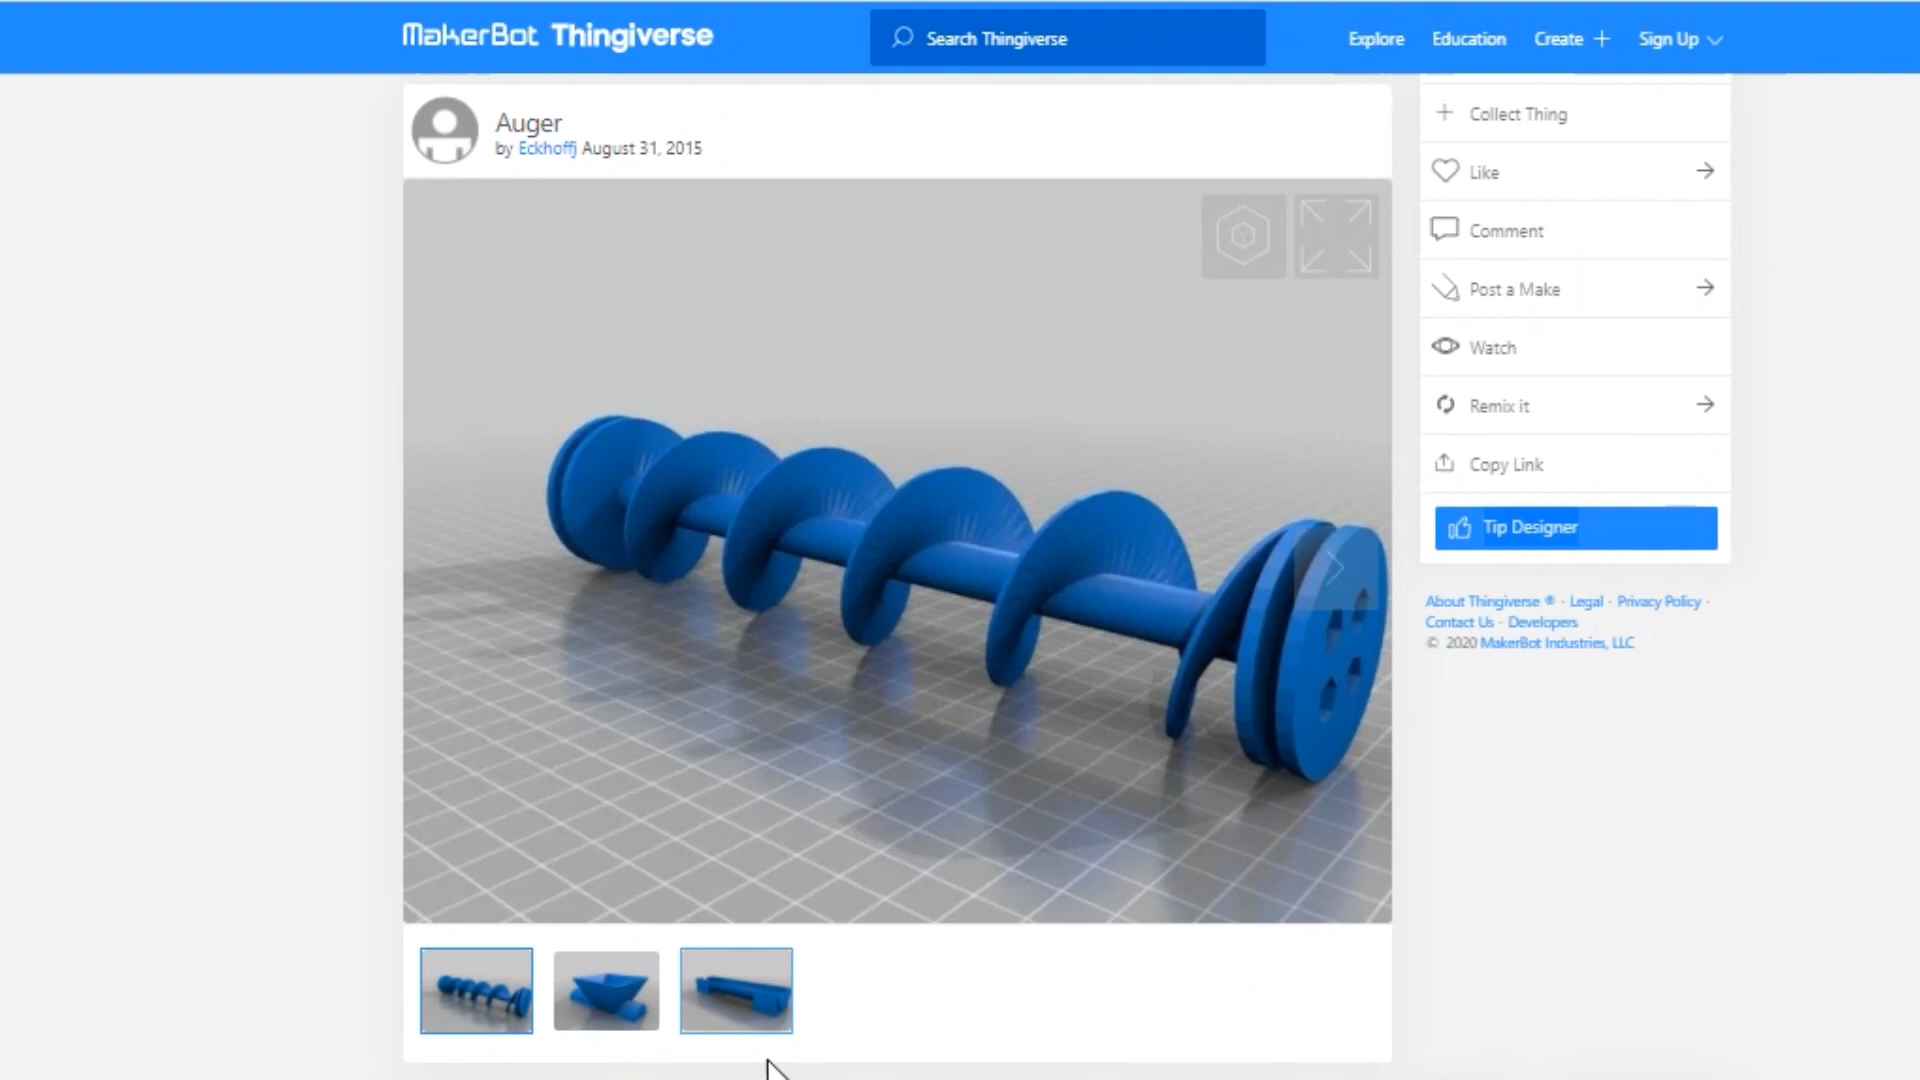 MakerBot Thingiverse
Search Thingiverse
Explore
Education
Create
Sign Up
Auger
by Eckhoffj August 31, 2015
Collect Thing
Like
Comment
Post a Make
Watch
Remix it
Copy Link
Tip Designer
About Thingiverse ® · Legal · Privacy Policy ·
Contact Us · Developers
© 2020 MakerBot Industries, LLC